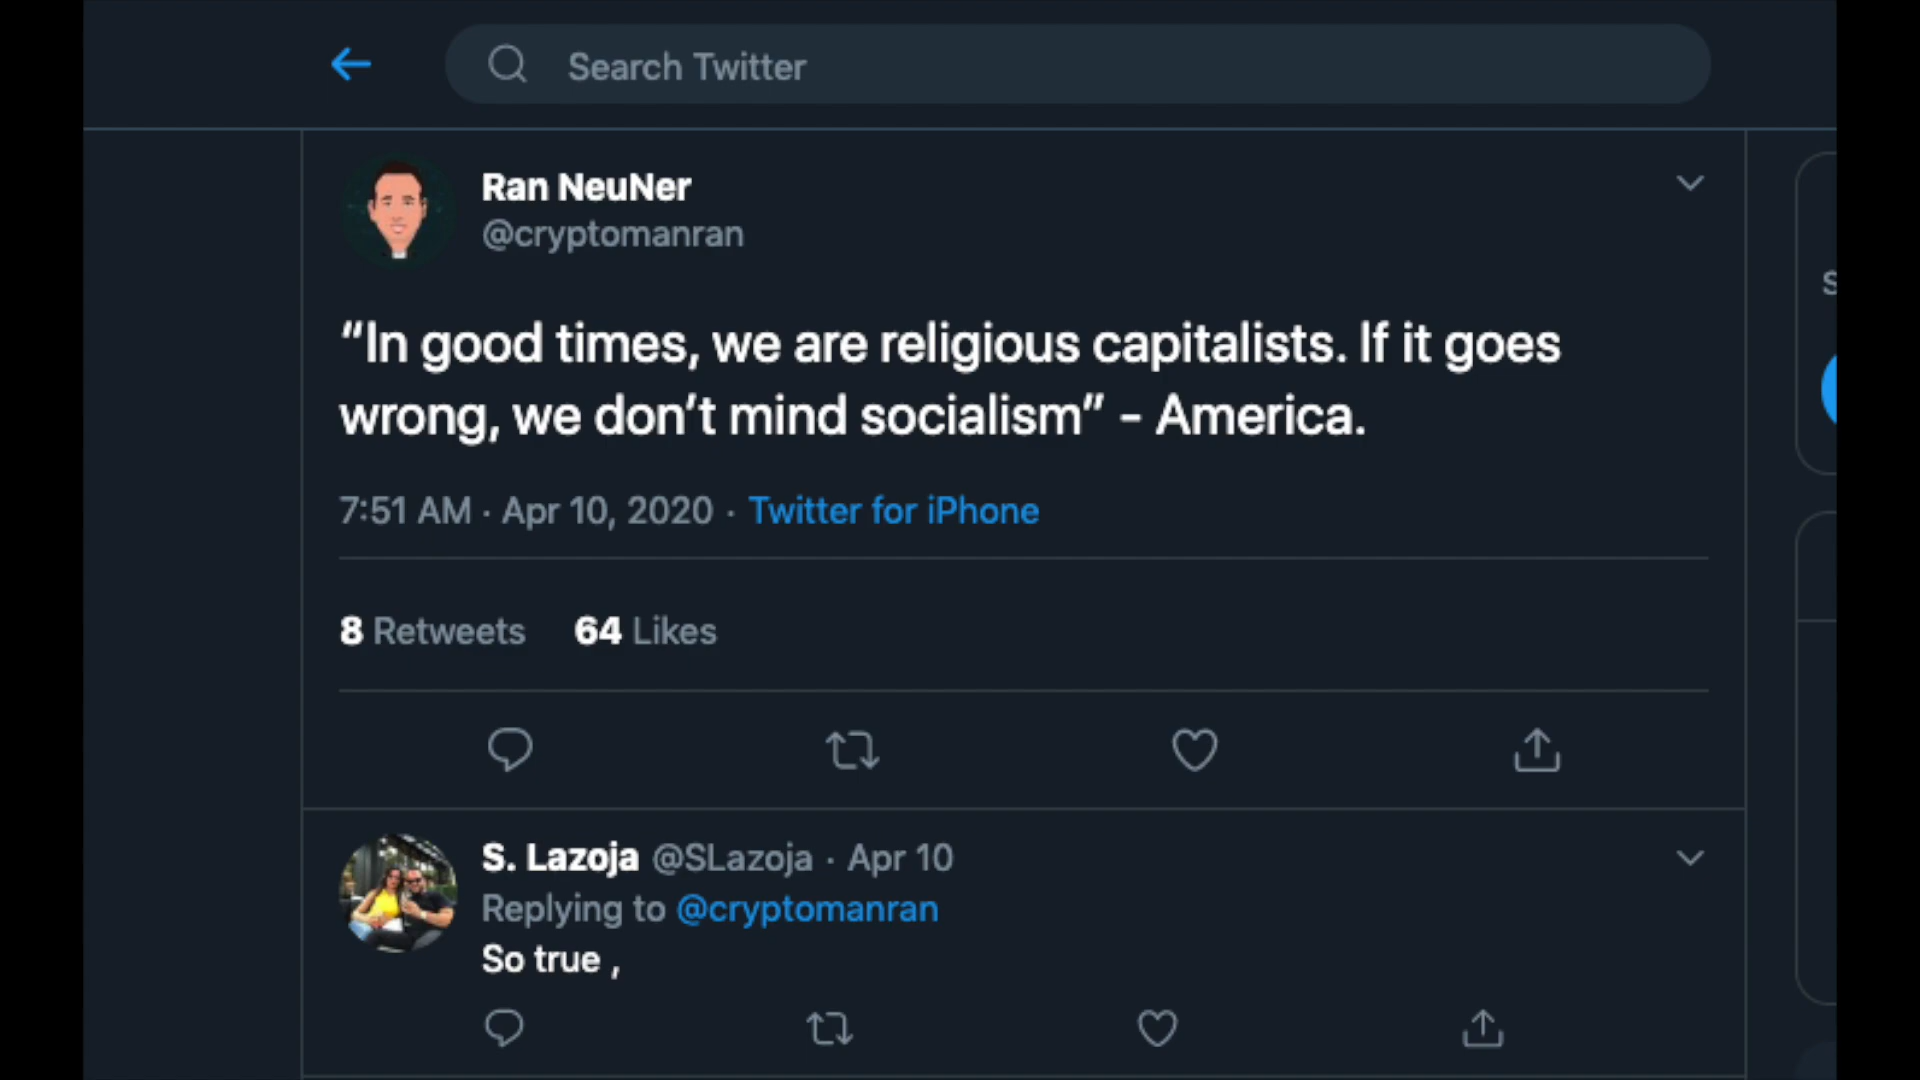 Search Twitter
Ran NeuNer
@cryptomanran
“In good times, we are religious capitalists. If it goes
wrong, we don’t mind socialism” - America.
7:51 AM · Apr 10, 2020 · Twitter for iPhone
8 Retweets 64 Likes
S. Lazoja @SLazoja · Apr 10
Replying to @cryptomanran
So true ,